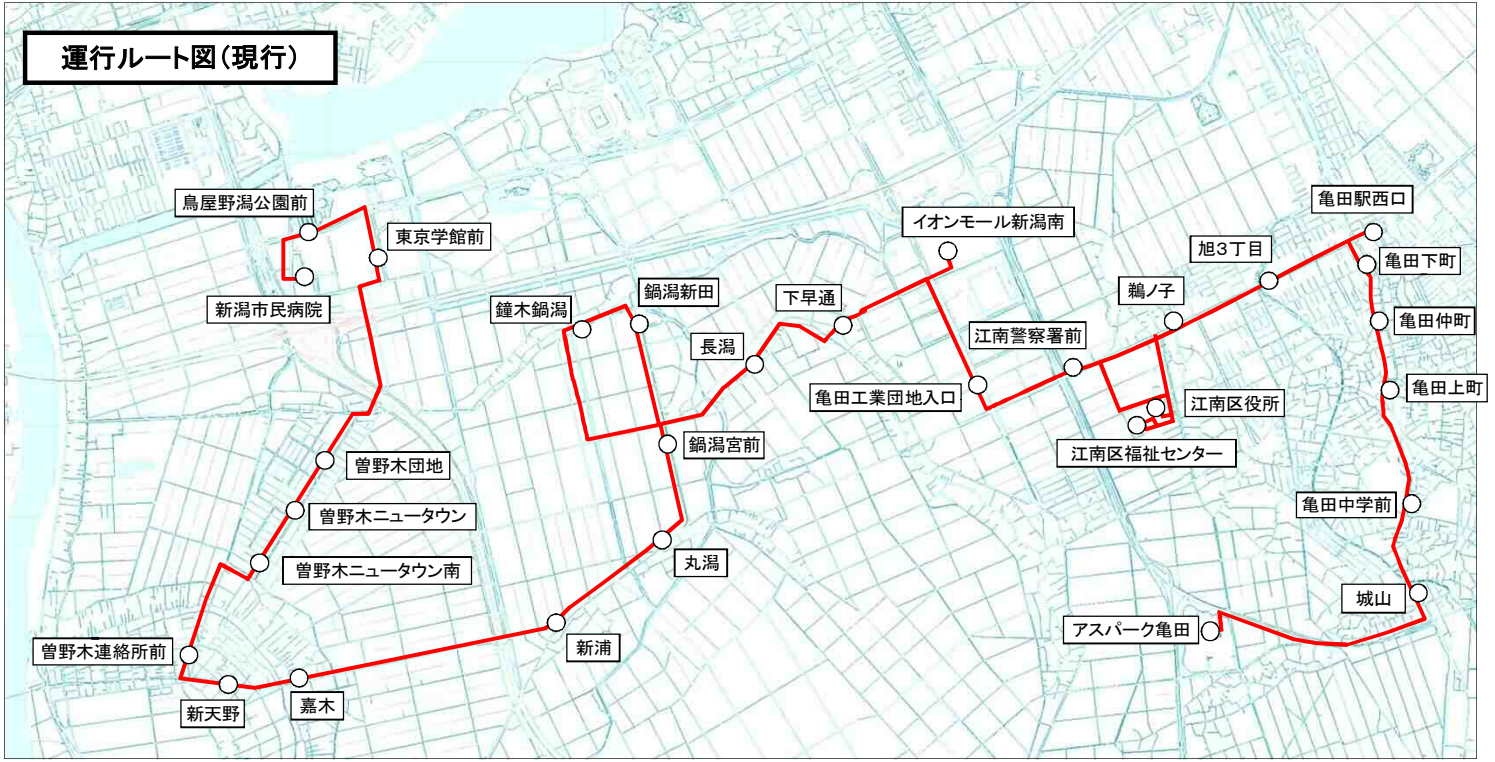 運行ルート図(現行)
鳥屋野潟公園前
東京学館前
新潟市民病院
鐘木鍋潟
鍋潟新田
下早通
長潟
イオンモール新潟南
亀田駅西口
旭3丁目
亀田下町
鵜ノ子
亀田仲町
江南警察署前
亀田工業団地入口
亀田上町
江南区役所
江南区福祉センター
鍋潟宮前
曽野木団地
曽野木ニュータウン
亀田中学前
曽野木ニュータウン南
丸潟
城山
アスパーク亀田
新浦
曽野木連絡所前
新天野
嘉木